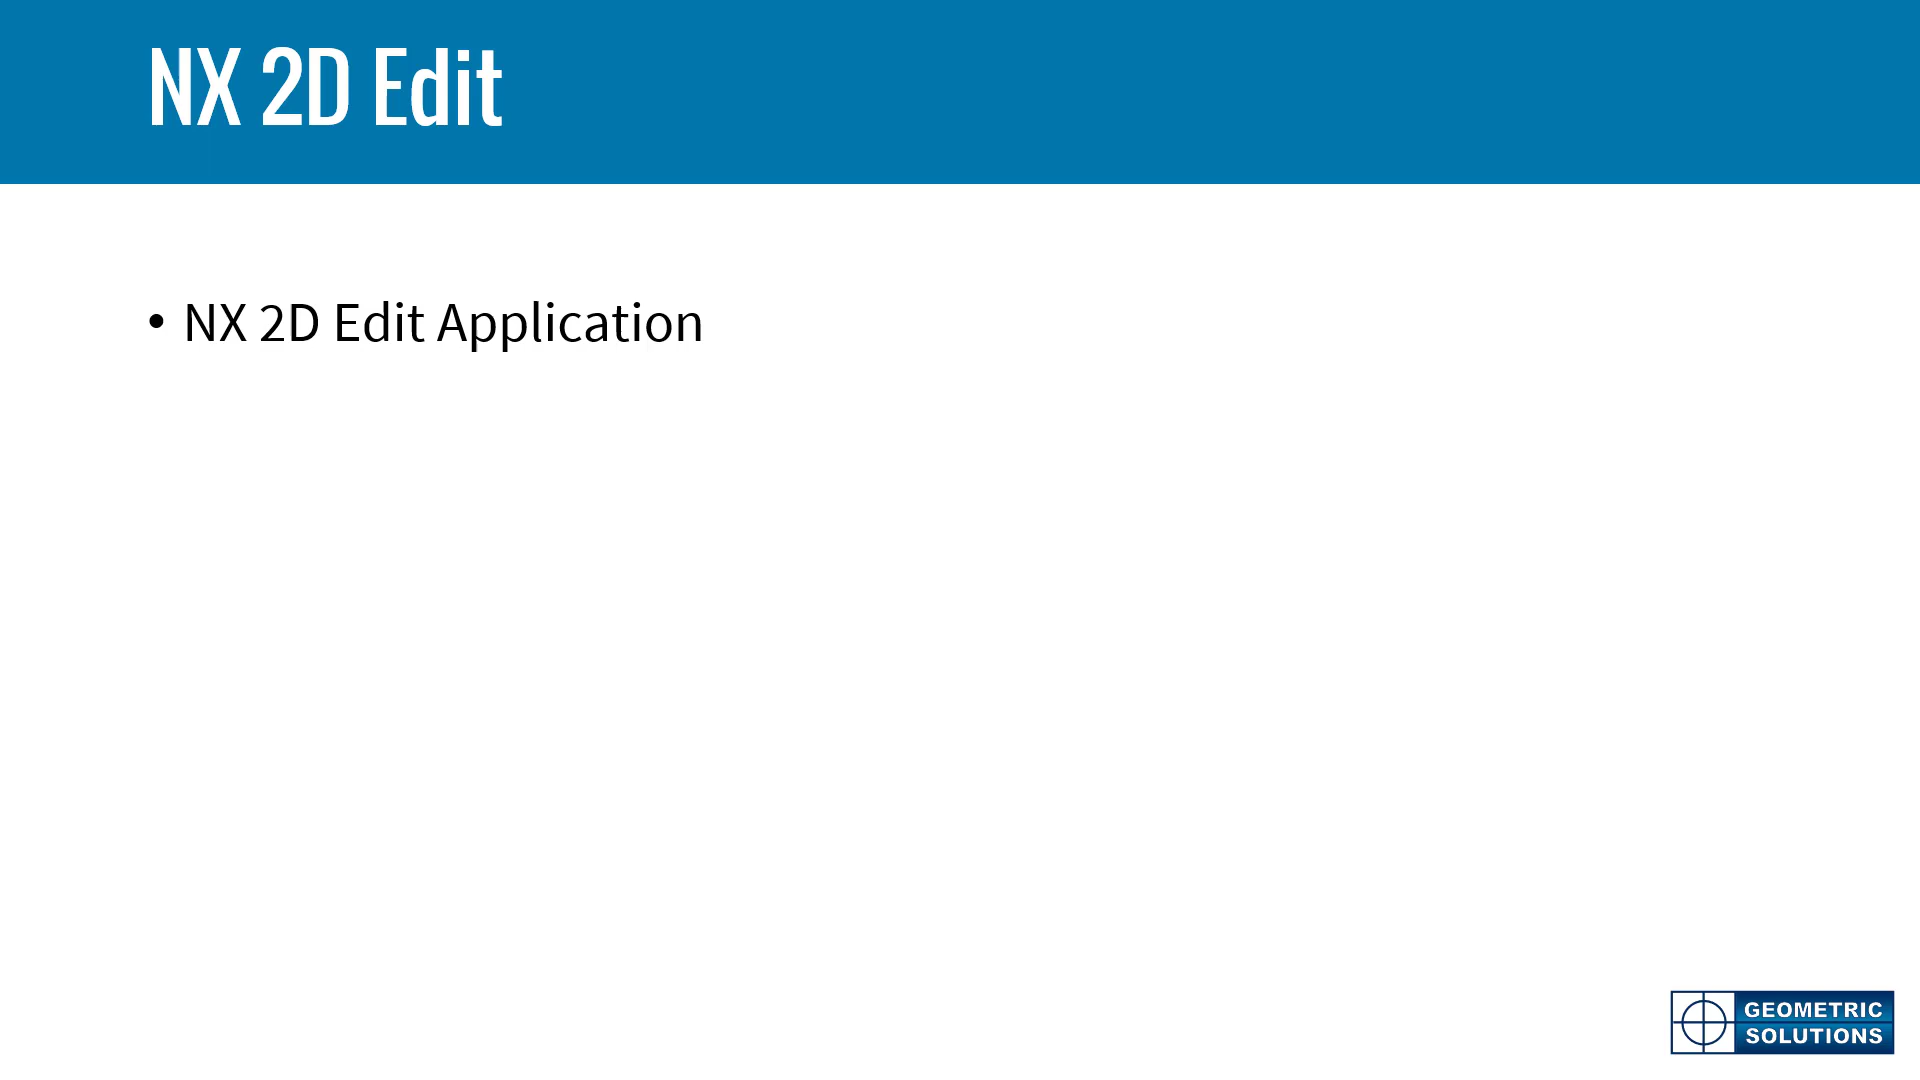 NX 2D Edit
• NX 2D Edit Application
GEOMETRIC
SOLUTIONS